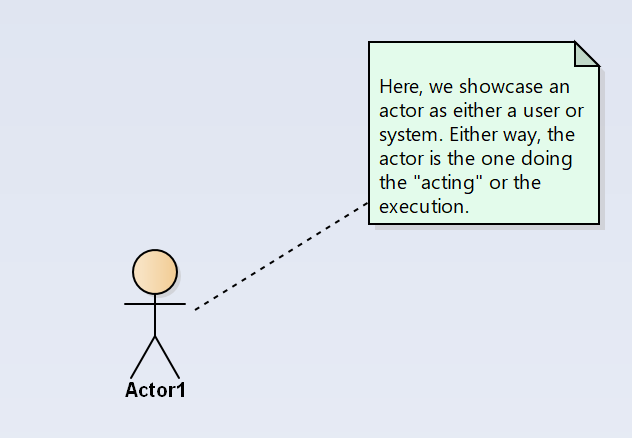 Here, we showcase an
actor as either a user or
system. Either way, the
actor is the one doing
the "acting" or the
execution.
Actor1